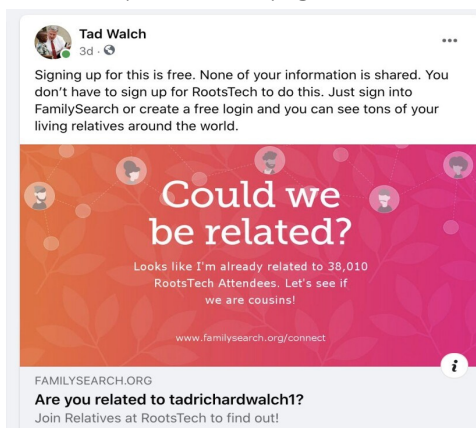 Tad Walch
3d ·
Signing up for this is free. None of your information is shared. You
don't have to sign up for RootsTech to do this. Just sign into
FamilySearch or create a free login and you can see tons of your
living relatives around the world.
Could we
be related?
Looks like I'm already related to 38,010
RootsTech Attendees. Let's see if
we are cousins!
www.familysearch.org/connect
i
FAMILYSEARCH.ORG
Are you related to tadrichardwalch1?
Join Relatives at RootsTech to find out!